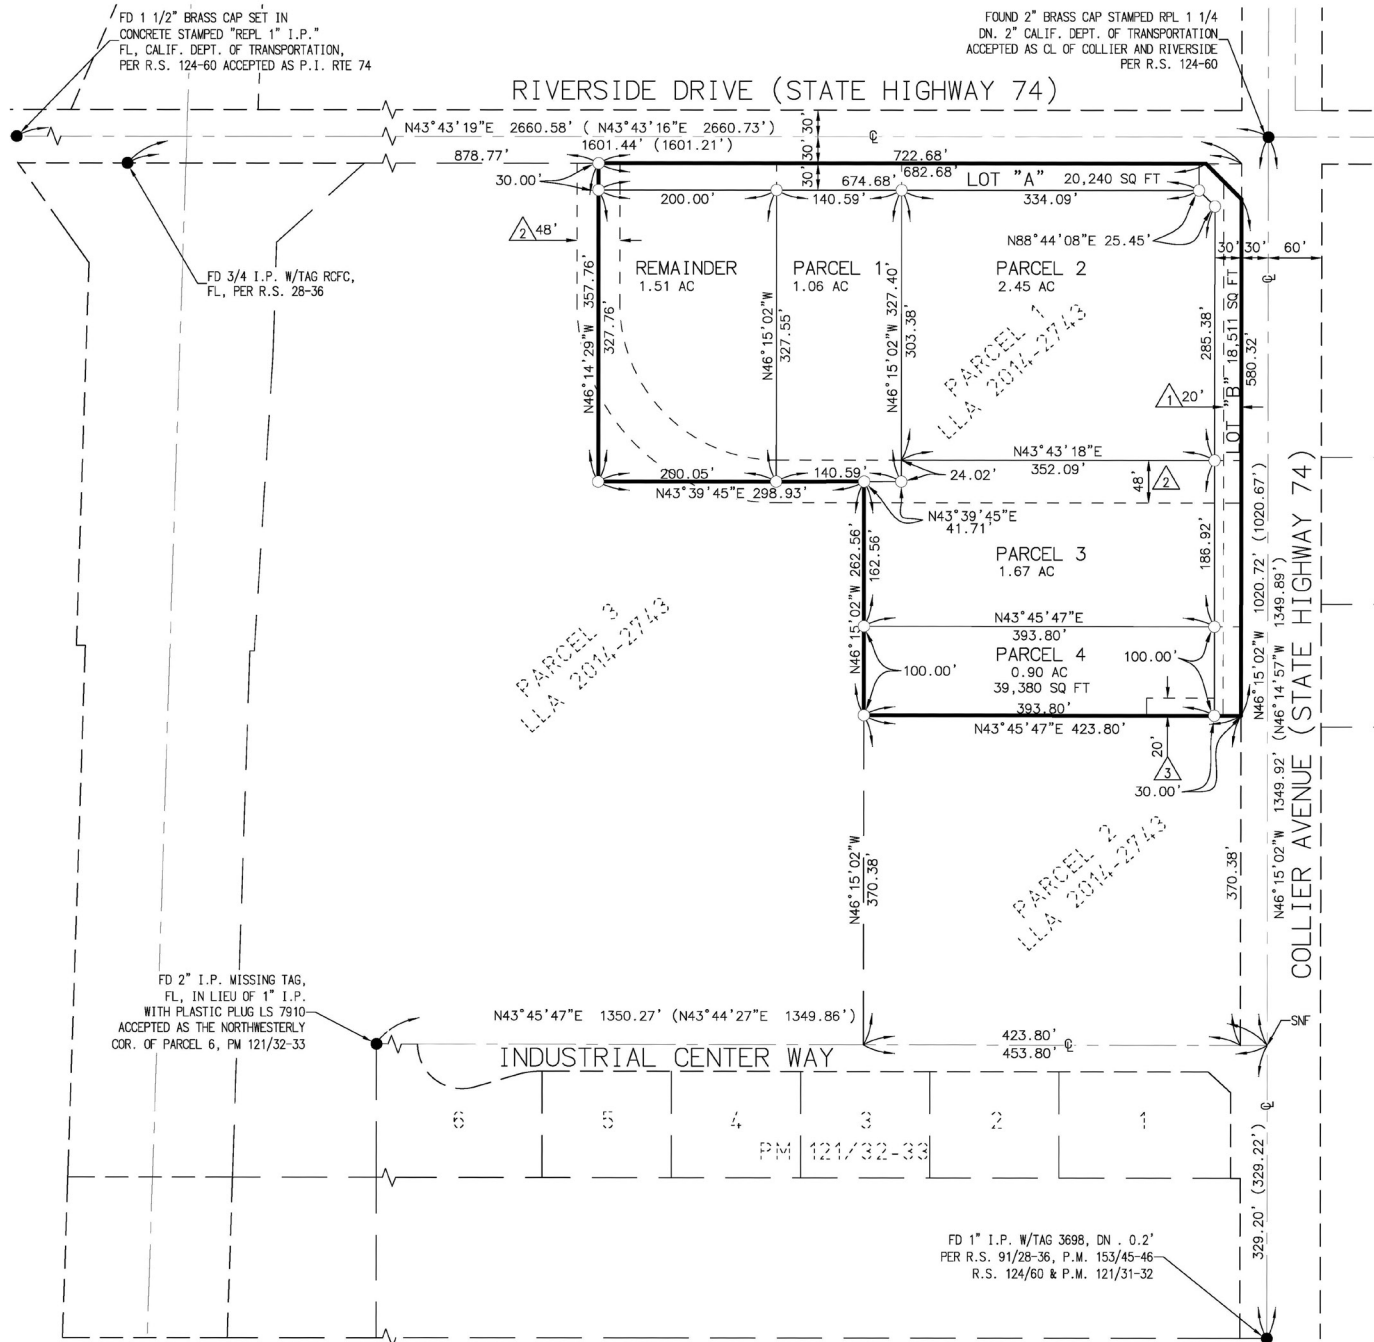 FD 1 1/2" BRASS CAP SET IN
CONCRETE STAMPED "REPL 1" I.P."
FL, CALIF. DEPT. OF TRANSPORTATION,
PER R.S. 124-60 ACCEPTED AS P.I. RTE 74
FOUND 2" BRASS CAP STAMPED RPL 1 1/4
DN. 2" CALIF. DEPT. OF TRANSPORTATION
ACCEPTED AS CL OF COLLIER AND RIVERSIDE
PER R.S. 124-60
RIVERSIDE DRIVE (STATE HIGHWAY 74)
N43°43'19"E 2660.58' ( N43°43'16"E 2660.73')
30'
30'
30'
1601.44' (1601.21')
878.77'
722.68'
682.68'
30.00'
674.68'
LOT "A" 20,240 SQ FT
200.00'
140.59'
334.09'
2 48'
N88°44'08"E 25.45'
30' 30' 60'
FD 3/4 I.P. W/TAG RCFC,
FL, PER R.S. 28-36
REMAINDER
1.51 AC
PARCEL 1
1.06 AC
PARCEL 2
2.45 AC
N46°14'29"W 357.76'
327.76'
N46°15'02"W
327.55'
N46°15'02"W 327.40'
303.38'
PARCEL 1
LLA 2014-2743
285.38'
LOT "B" 18,511 SQ FT
580.32'
1 20'
N43°43'18"E
352.09'
200.05'
140.59'
24.02'
48' 2
N43°39'45"E 298.93'
N43°39'45"E
41.71'
N46°15'02"W 262.56'
162.56'
PARCEL 3
1.67 AC
186.92'
N43°45'47"E
393.80'
PARCEL 4
0.90 AC
39,380 SQ FT
100.00'
100.00'
393.80'
N43°45'47"E 423.80'
20'
3
30.00'
PARCEL 3
LLA 2014-2743
N46°15'02"W 1020.72' (1020.67')
N46°15'02"W 1349.92' (N46°14'57"W 1349.89')
COLLIER AVENUE (STATE HIGHWAY 74)
N46°15'02"W
370.38'
PARCEL 2
LLA 2014-2743
370.38'
FD 2" I.P. MISSING TAG,
FL, IN LIEU OF 1" I.P.
WITH PLASTIC PLUG LS 7910
ACCEPTED AS THE NORTHWESTERLY
COR. OF PARCEL 6, PM 121/32-33
N43°45'47"E 1350.27' (N43°44'27"E 1349.86')
423.80'
453.80'
SNF
INDUSTRIAL CENTER WAY
6 5 4 3 2 1
PM 121/32-33
329.20' (329.22')
FD 1" I.P. W/TAG 3698, DN . 0.2'
PER R.S. 91/28-36, P.M. 153/45-46
R.S. 124/60 & P.M. 121/31-32